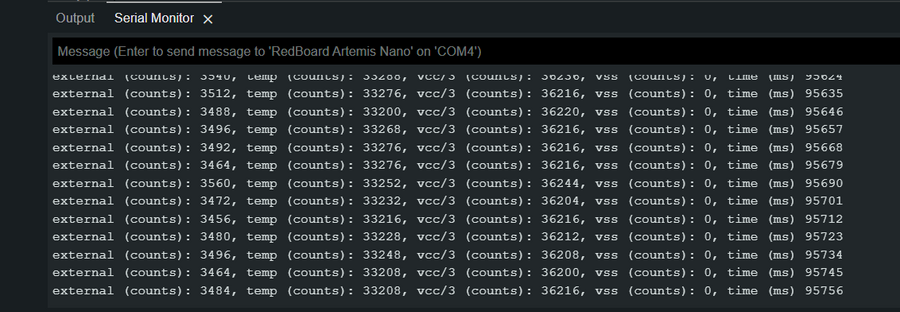 Output Serial Monitor ×
Message (Enter to send message to 'RedBoard Artemis Nano' on 'COM4')
external (counts): 3540, temp (counts): 33288, vcc/3 (counts): 36236, vss (counts): 0, time (ms) 95624
external (counts): 3512, temp (counts): 33276, vcc/3 (counts): 36216, vss (counts): 0, time (ms) 95635
external (counts): 3488, temp (counts): 33200, vcc/3 (counts): 36220, vss (counts): 0, time (ms) 95646
external (counts): 3496, temp (counts): 33268, vcc/3 (counts): 36216, vss (counts): 0, time (ms) 95657
external (counts): 3492, temp (counts): 33276, vcc/3 (counts): 36216, vss (counts): 0, time (ms) 95668
external (counts): 3464, temp (counts): 33276, vcc/3 (counts): 36216, vss (counts): 0, time (ms) 95679
external (counts): 3560, temp (counts): 33252, vcc/3 (counts): 36244, vss (counts): 0, time (ms) 95690
external (counts): 3472, temp (counts): 33232, vcc/3 (counts): 36204, vss (counts): 0, time (ms) 95701
external (counts): 3456, temp (counts): 33216, vcc/3 (counts): 36216, vss (counts): 0, time (ms) 95712
external (counts): 3480, temp (counts): 33228, vcc/3 (counts): 36212, vss (counts): 0, time (ms) 95723
external (counts): 3496, temp (counts): 33248, vcc/3 (counts): 36208, vss (counts): 0, time (ms) 95734
external (counts): 3464, temp (counts): 33208, vcc/3 (counts): 36200, vss (counts): 0, time (ms) 95745
external (counts): 3484, temp (counts): 33208, vcc/3 (counts): 36216, vss (counts): 0, time (ms) 95756